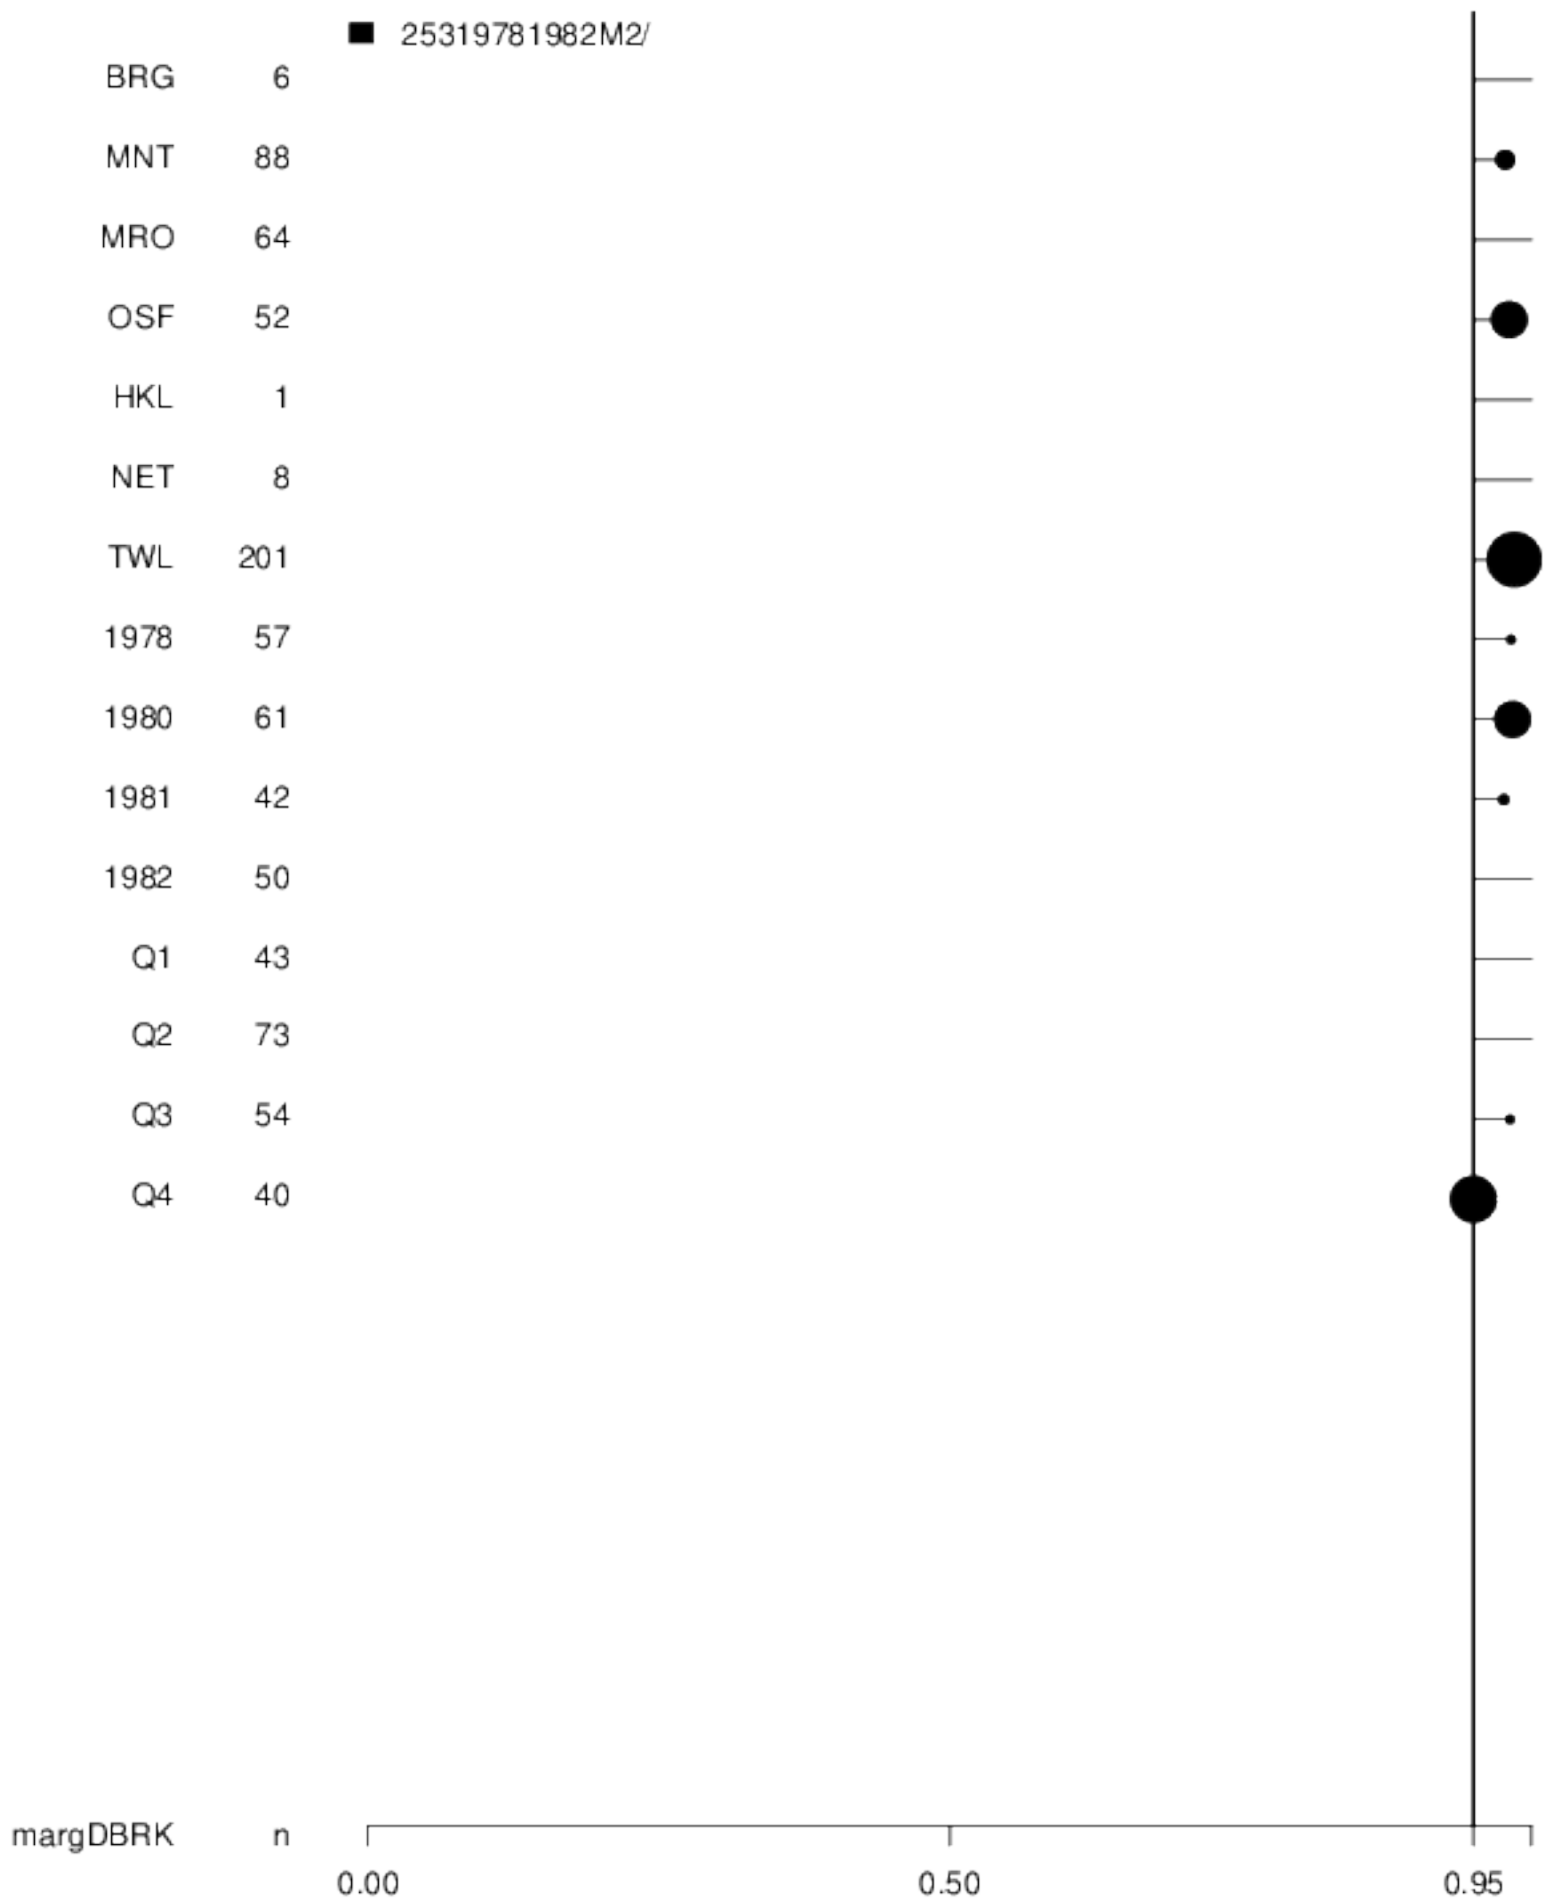 25319781982M2/
BRG 6
MNT 88
MRO 64
OSF 52
HKL 1
NET 8
TWL 201
1978 57
1980 61
1981 42
1982 50
Q1 43
Q2 73
Q3 54
Q4 40
margDBRK n
0.00 0.50 0.95